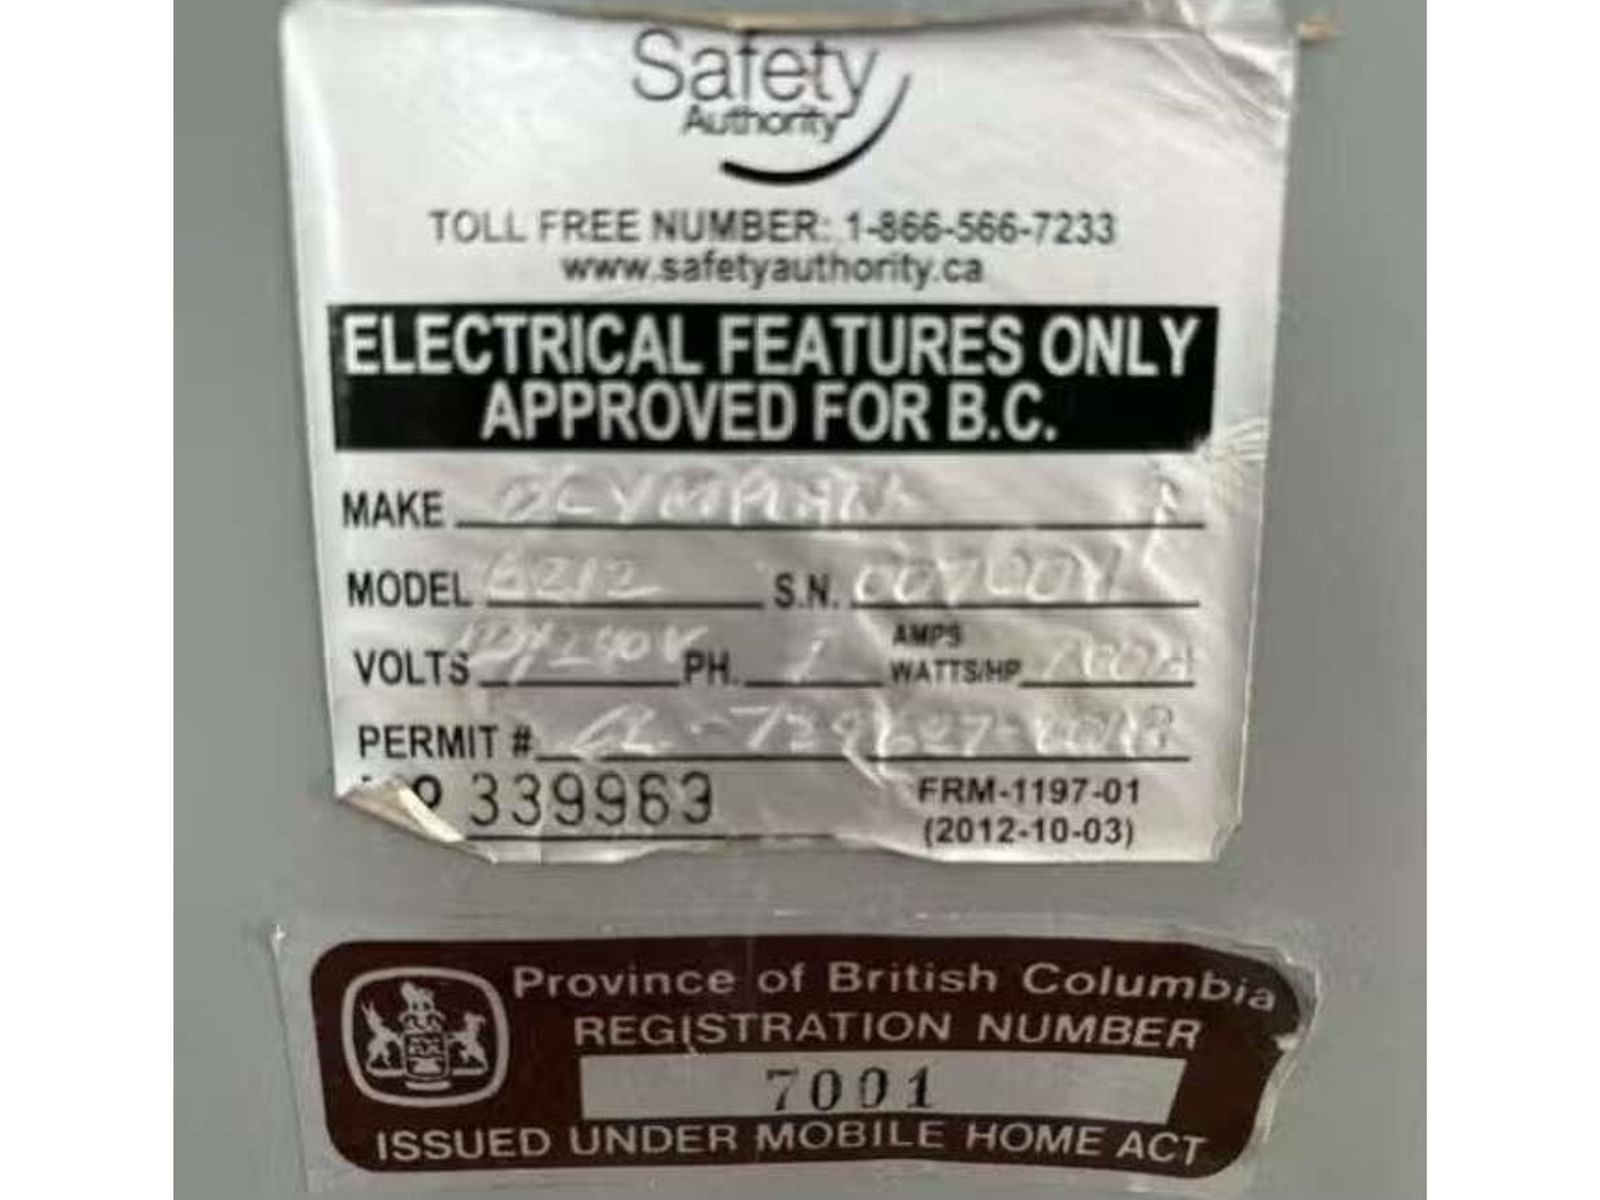 Safety
Authority
TOLL FREE NUMBER: 1-866-566-7233
www.safetyauthority.ca
ELECTRICAL FEATURES ONLY
APPROVED FOR B.C.
MAKE
MODEL 6212 S.N.
VOLTS PH. 1 AMPS
WATTS/HP
PERMIT #
339963 FRM-1197-01
(2012-10-03)
Province of British Columbia
REGISTRATION NUMBER
7001
ISSUED UNDER MOBILE HOME ACT